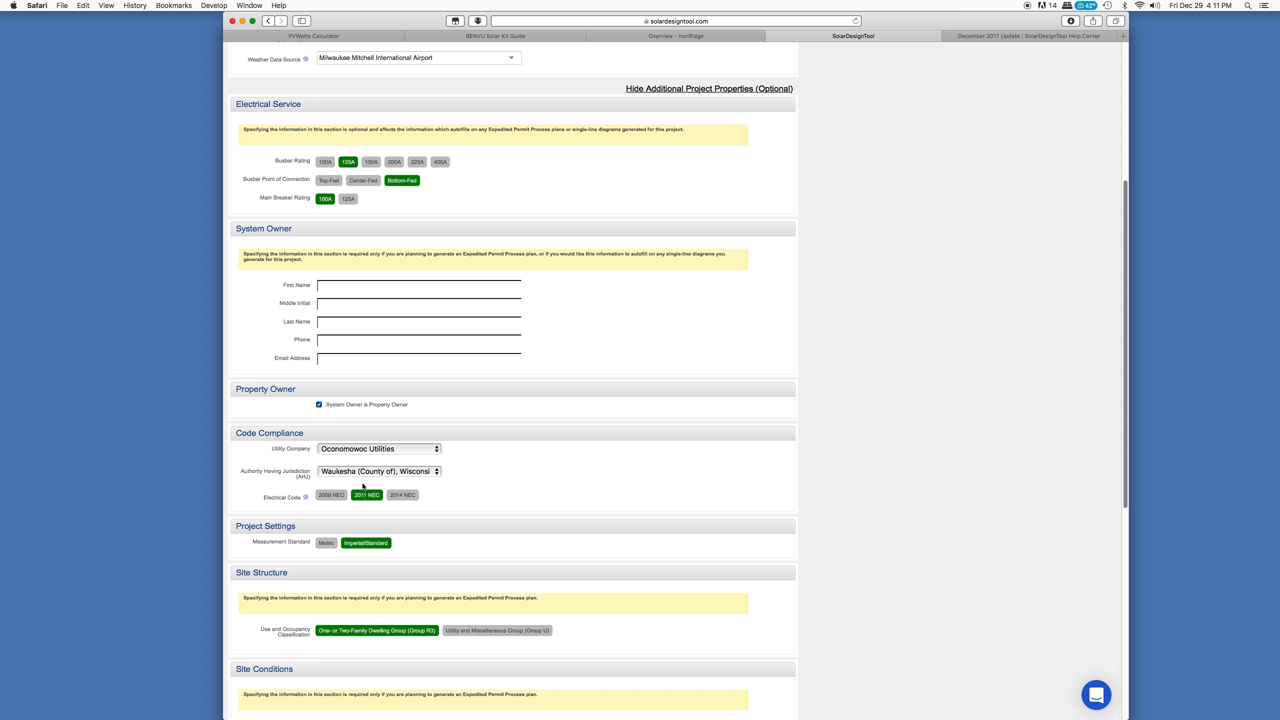 Safari File Edit View History Bookmarks Develop Window Help
14 42° Fri Dec 29 4:11 PM
solardesigntool.com
PVWatts Calculator RENVU Solar Kit Guide Overview - IronRidge SolarDesignTool December 2017 Update | SolarDesignTool Help Center
Weather Data Source Milwaukee Mitchell International Airport
Hide Additional Project Properties (Optional)
Electrical Service
Specifying the information in this section is optional and affects the information which autofills on any Expedited Permit Process plans or single-line diagrams generated for this project.
Busbar Rating 100A 125A 150A 200A 225A 400A
Busbar Point of Connection Top-Fed Center-Fed Bottom-Fed
Main Breaker Rating 100A 125A
System Owner
Specifying the information in this section is required only if you are planning to generate an Expedited Permit Process plan, or if you would like this information to autofill on any single-line diagrams you
generate for this project.
First Name
Middle Initial
Last Name
Phone
Email Address
Property Owner
System Owner is Property Owner
Code Compliance
Utility Company Oconomowoc Utilities
Authority Having Jurisdiction
(AHJ) Waukesha (County of), Wisconsi
Electrical Code 2008 NEC 2011 NEC 2014 NEC
Project Settings
Measurement Standard Metric Imperial/Standard
Site Structure
Specifying the information in this section is required only if you are planning to generate an Expedited Permit Process plan.
Use and Occupancy
Classification One- or Two-Family Dwelling Group (Group R3) Utility and Miscellaneous Group (Group U)
Site Conditions
Specifying the information in this section is required only if you are planning to generate an Expedited Permit Process plan.